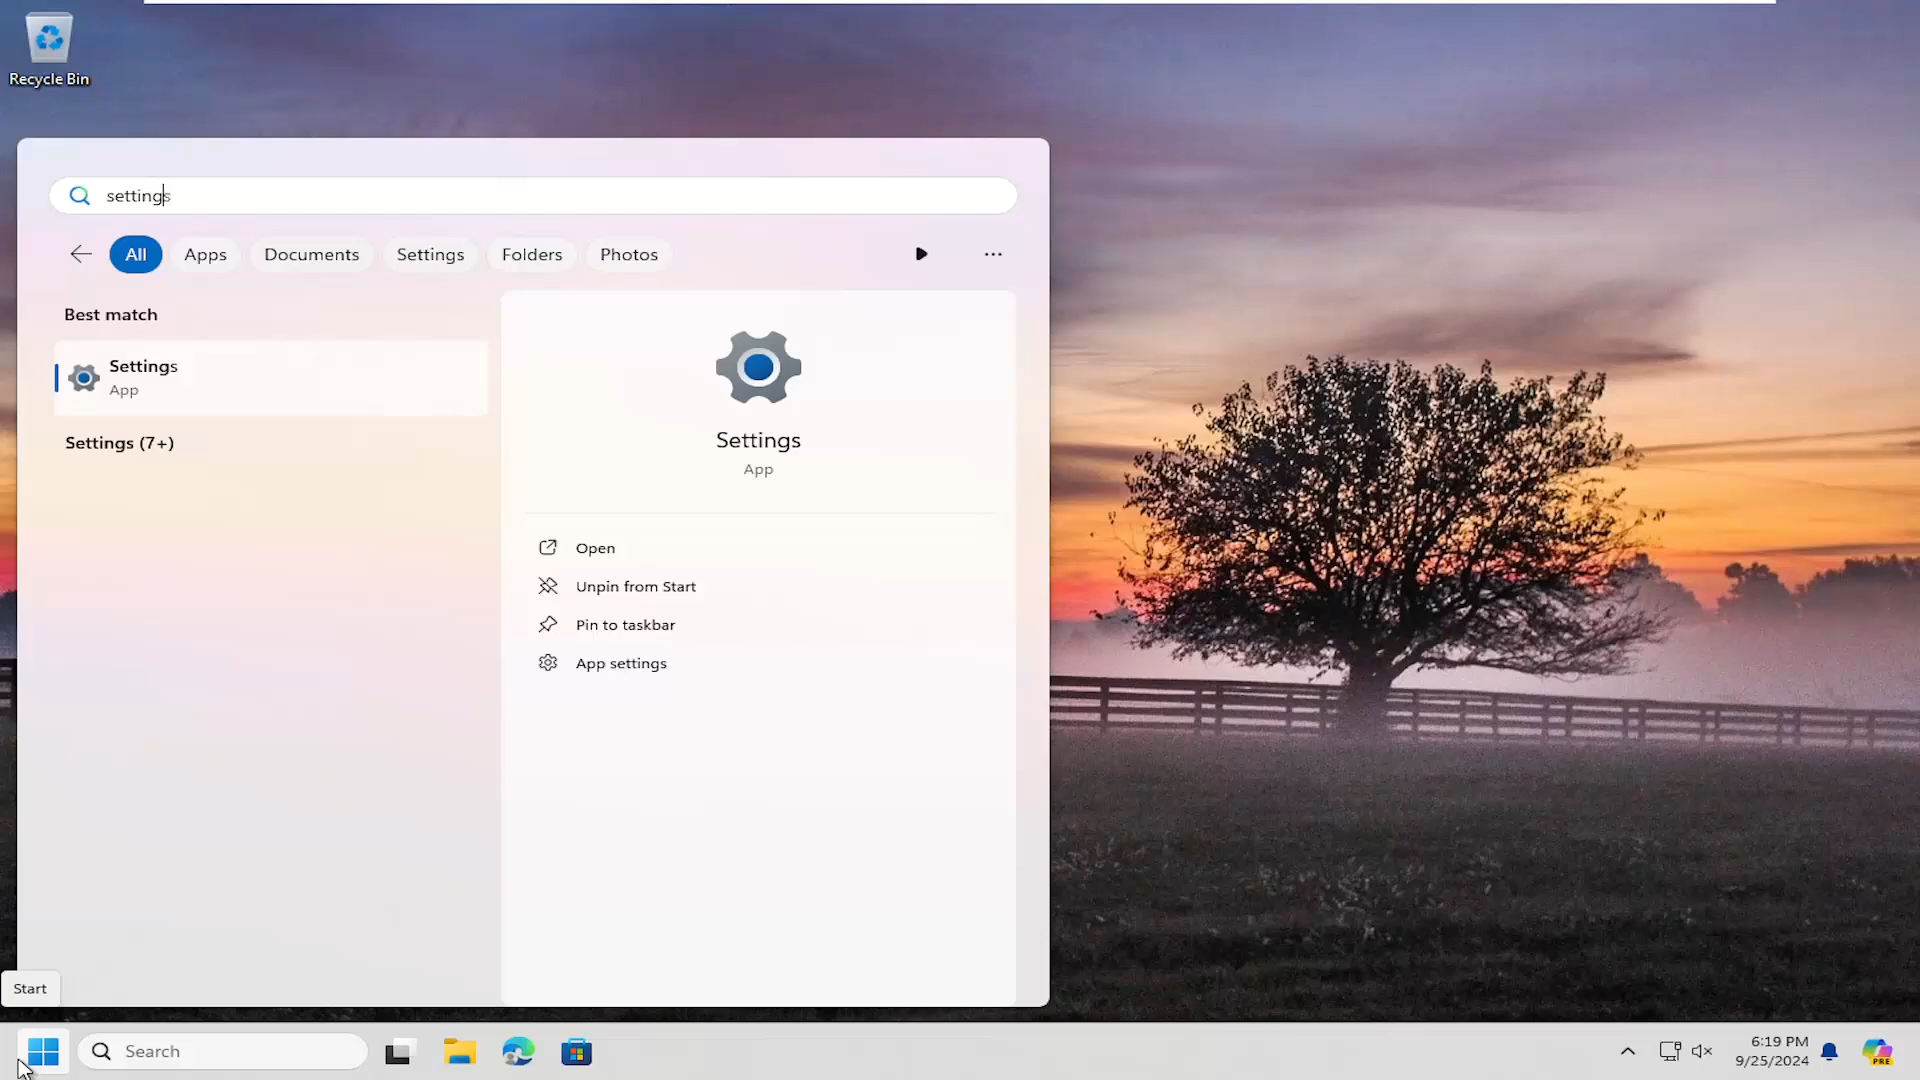 Recycle Bin
settings
All
Apps
Documents
Settings
Folders
Photos
Best match
Settings
App
Settings (7+)
Settings
App
Open
Unpin from Start
Pin to taskbar
App settings
Start
Search
6:19 PM
9/25/2024
PRE